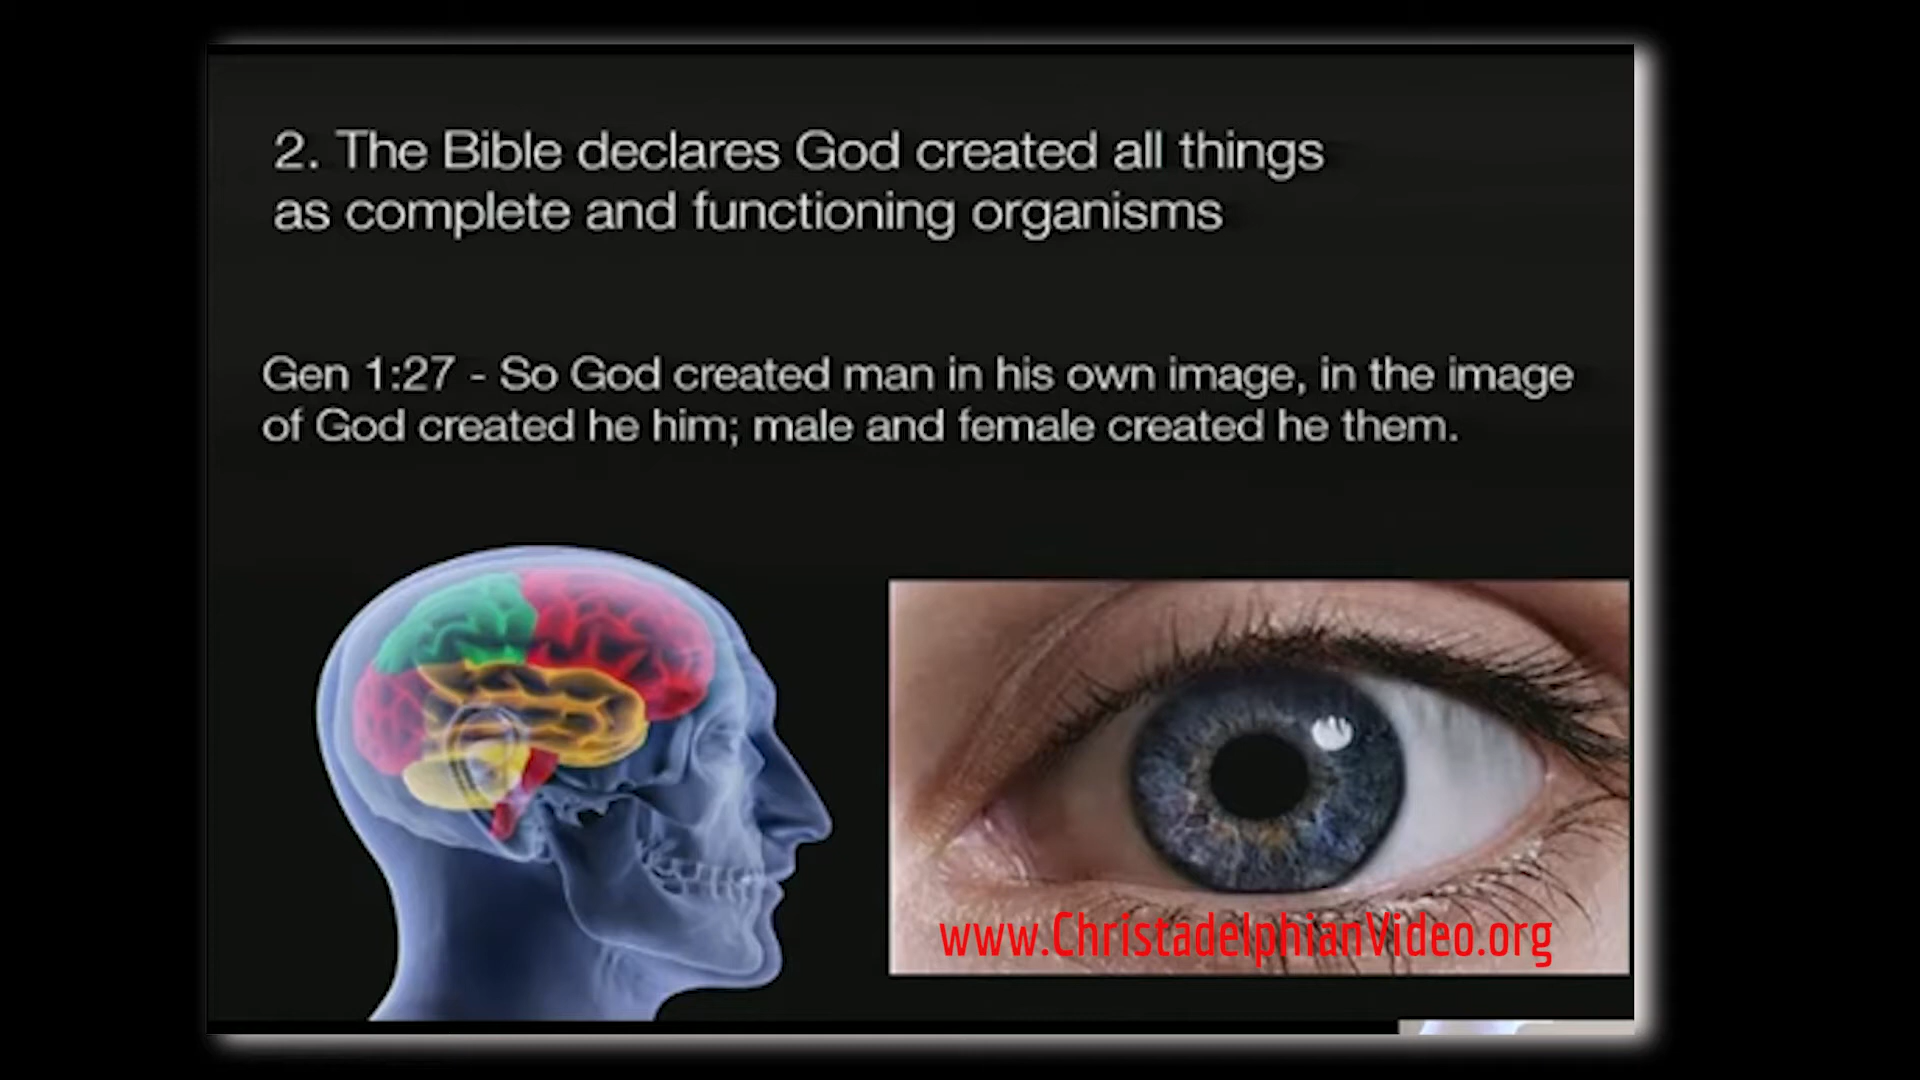 2. The Bible declares God created all things
as complete and functioning organisms
Gen 1:27 - So God created man in his own image, in the image
of God created he him; male and female created he them.
www.ChristadelphianVideo.org